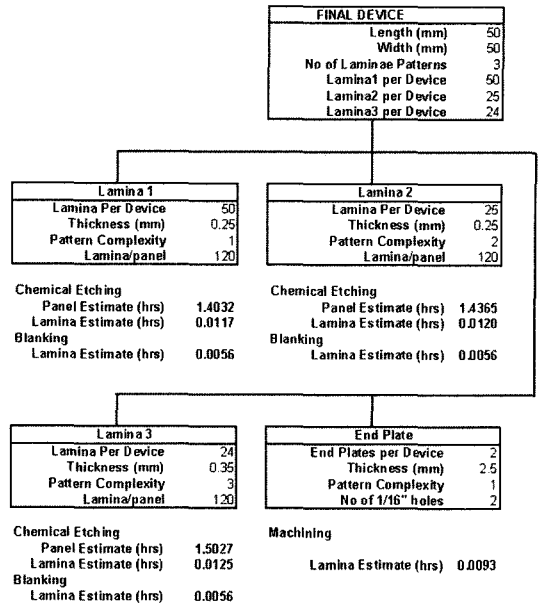 FINAL DEVICE
Length (mm) 50
Width (mm) 50
No of Laminae Patterns 3
Lamina1 per Device 50
Lamina2 per Device 25
Lamina3 per Device 24
Lamina 1
Lamina Per Device 50
Thickness (mm) 0.25
Pattern Complexity 1
Lamina/panel 120
Chemical Etching
Panel Estimate (hrs) 1.4032
Lamina Estimate (hrs) 0.0117
Blanking
Lamina Estimate (hrs) 0.0056
Lamina 2
Lamina Per Device 25
Thickness (mm) 0.25
Pattern Complexity 2
Lamina/panel 120
Chemical Etching
Panel Estimate (hrs) 1.4365
Lamina Estimate (hrs) 0.0120
Blanking
Lamina Estimate (hrs) 0.0056
Lamina 3
Lamina Per Device 24
Thickness (mm) 0.35
Pattern Complexity 3
Lamina/panel 120
Chemical Etching
Panel Estimate (hrs) 1.5027
Lamina Estimate (hrs) 0.0125
Blanking
Lamina Estimate (hrs) 0.0056
End Plate
End Plates per Device 2
Thickness (mm) 2.5
Pattern Complexity 1
No of 1/16" holes 2
Machining
Lamina Estimate (hrs) 0.0093